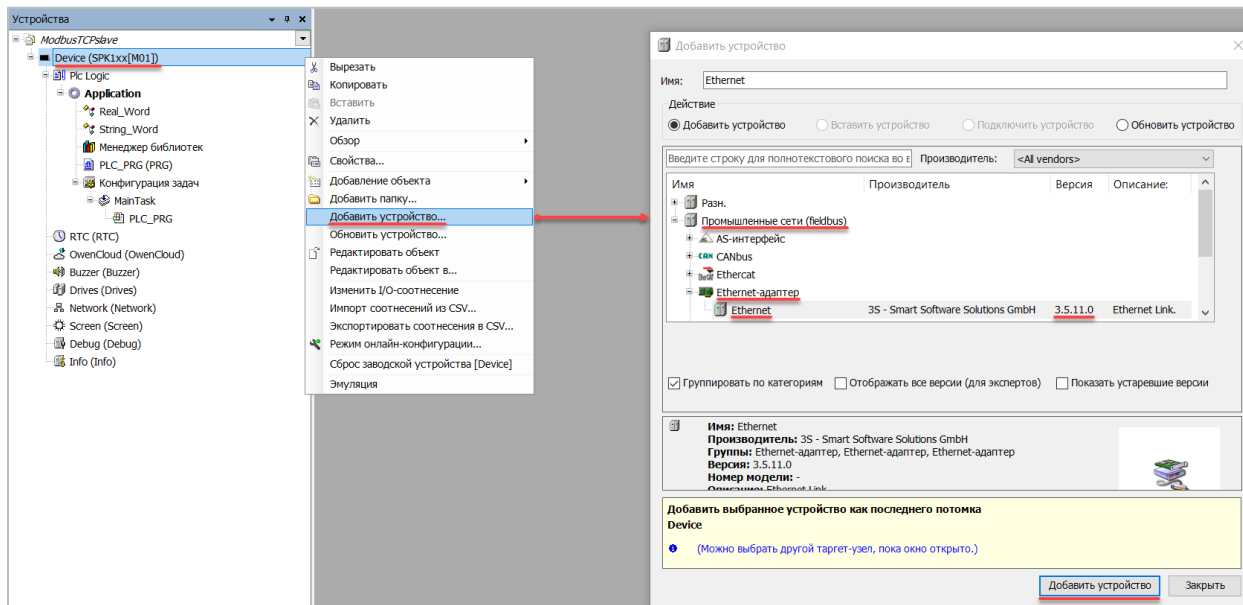 Устройства
ModbusTCPslave
Device (SPK1xx[M01])
Plc Logic
Application
Real_Word
String_Word
Менеджер библиотек
PLC_PRG (PRG)
Конфигурация задач
MainTask
PLC_PRG
RTC (RTC)
OwenCloud (OwenCloud)
Buzzer (Buzzer)
Drives (Drives)
Network (Network)
Screen (Screen)
Debug (Debug)
Info (Info)
Вырезать
Копировать
Вставить
Удалить
Обзор
Свойства...
Добавление объекта
Добавить папку...
Добавить устройство...
Обновить устройство...
Редактировать объект
Редактировать объект в...
Изменить I/O-соотнесение
Импорт соотнесений из CSV...
Экспортировать соотнесения в CSV...
Режим онлайн-конфигурации...
Сброс заводской устройства [Device]
Эмуляция
Добавить устройство
Имя: Ethernet
Действие
Добавить устройство Вставить устройство Подключить устройство Обновить устройство
Введите строку для полнотекстового поиска во в Производитель: <All vendors>
Имя Производитель Версия Описание:
Разн.
Промышленные сети (fieldbus)
AS-интерфейс
CAN CANbus
Ethercat
Ethernet-адаптер
Ethernet 3S - Smart Software Solutions GmbH 3.5.11.0 Ethernet Link.
Группировать по категориям Отображать все версии (для экспертов) Показать устаревшие версии
Имя: Ethernet
Производитель: 3S - Smart Software Solutions GmbH
Группы: Ethernet-адаптер, Ethernet-адаптер, Ethernet-адаптер
Версия: 3.5.11.0
Номер модели: -
Описание: Ethernet Link
Добавить выбранное устройство как последнего потомка
Device
(Можно выбрать другой таргет-узел, пока окно открыто.)
Добавить устройство Закрыть